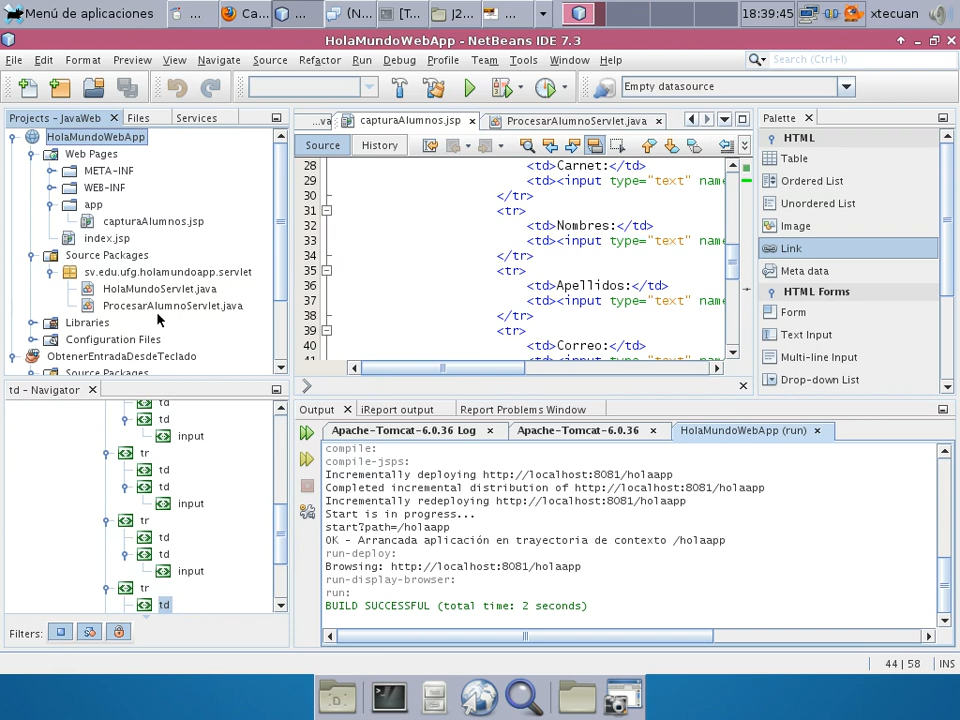 Menú de aplicaciones
...
Ca...
...
(N...
[T...
J2...
...
18:39:45
xtecuan
HolaMundoWebApp - NetBeans IDE 7.3
File Edit Format Preview View Navigate Source Refactor Run Debug Profile Team Tools Window Help
Search (Ctrl+I)
Empty datasource
Projects - JavaWeb
Files
Services
HolaMundoWebApp
Web Pages
META-INF
WEB-INF
app
capturaAlumnos.jsp
index.jsp
Source Packages
sv.edu.ufg.holamundoapp.servlet
HolaMundoServlet.java
ProcesarAlumnoServlet.java
Libraries
Configuration Files
ObtenerEntradaDesdeTeclado
Source Packages
td - Navigator
td
td
input
tr
td
td
input
tr
td
td
input
tr
td
Filters:
...va
capturaAlumnos.jsp
ProcesarAlumnoServlet.java
Source
History
28 <td>Carnet:</td>
29 <td><input type="text" name
30 </tr>
31 <tr>
32 <td>Nombres:</td>
33 <td><input type="text" name
34 </tr>
35 <tr>
36 <td>Apellidos:</td>
37 <td><input type="text" name
38 </tr>
39 <tr>
40 <td>Correo:</td>
41 <td><input type="text" name
Palette
HTML
Table
Ordered List
Unordered List
Image
Link
Meta data
HTML Forms
Form
Text Input
Multi-line Input
Drop-down List
Output
iReport output
Report Problems Window
Apache-Tomcat-6.0.36 Log
Apache-Tomcat-6.0.36
HolaMundoWebApp (run)
compile:
compile-jsps:
Incrementally deploying http://localhost:8081/holaapp
Completed incremental distribution of http://localhost:8081/holaapp
Incrementally redeploying http://localhost:8081/holaapp
Start is in progress...
start?path=/holaapp
OK - Arrancada aplicación en trayectoria de contexto /holaapp
run-deploy:
Browsing: http://localhost:8081/holaapp
run-display-browser:
run:
BUILD SUCCESSFUL (total time: 2 seconds)
44 | 58
INS